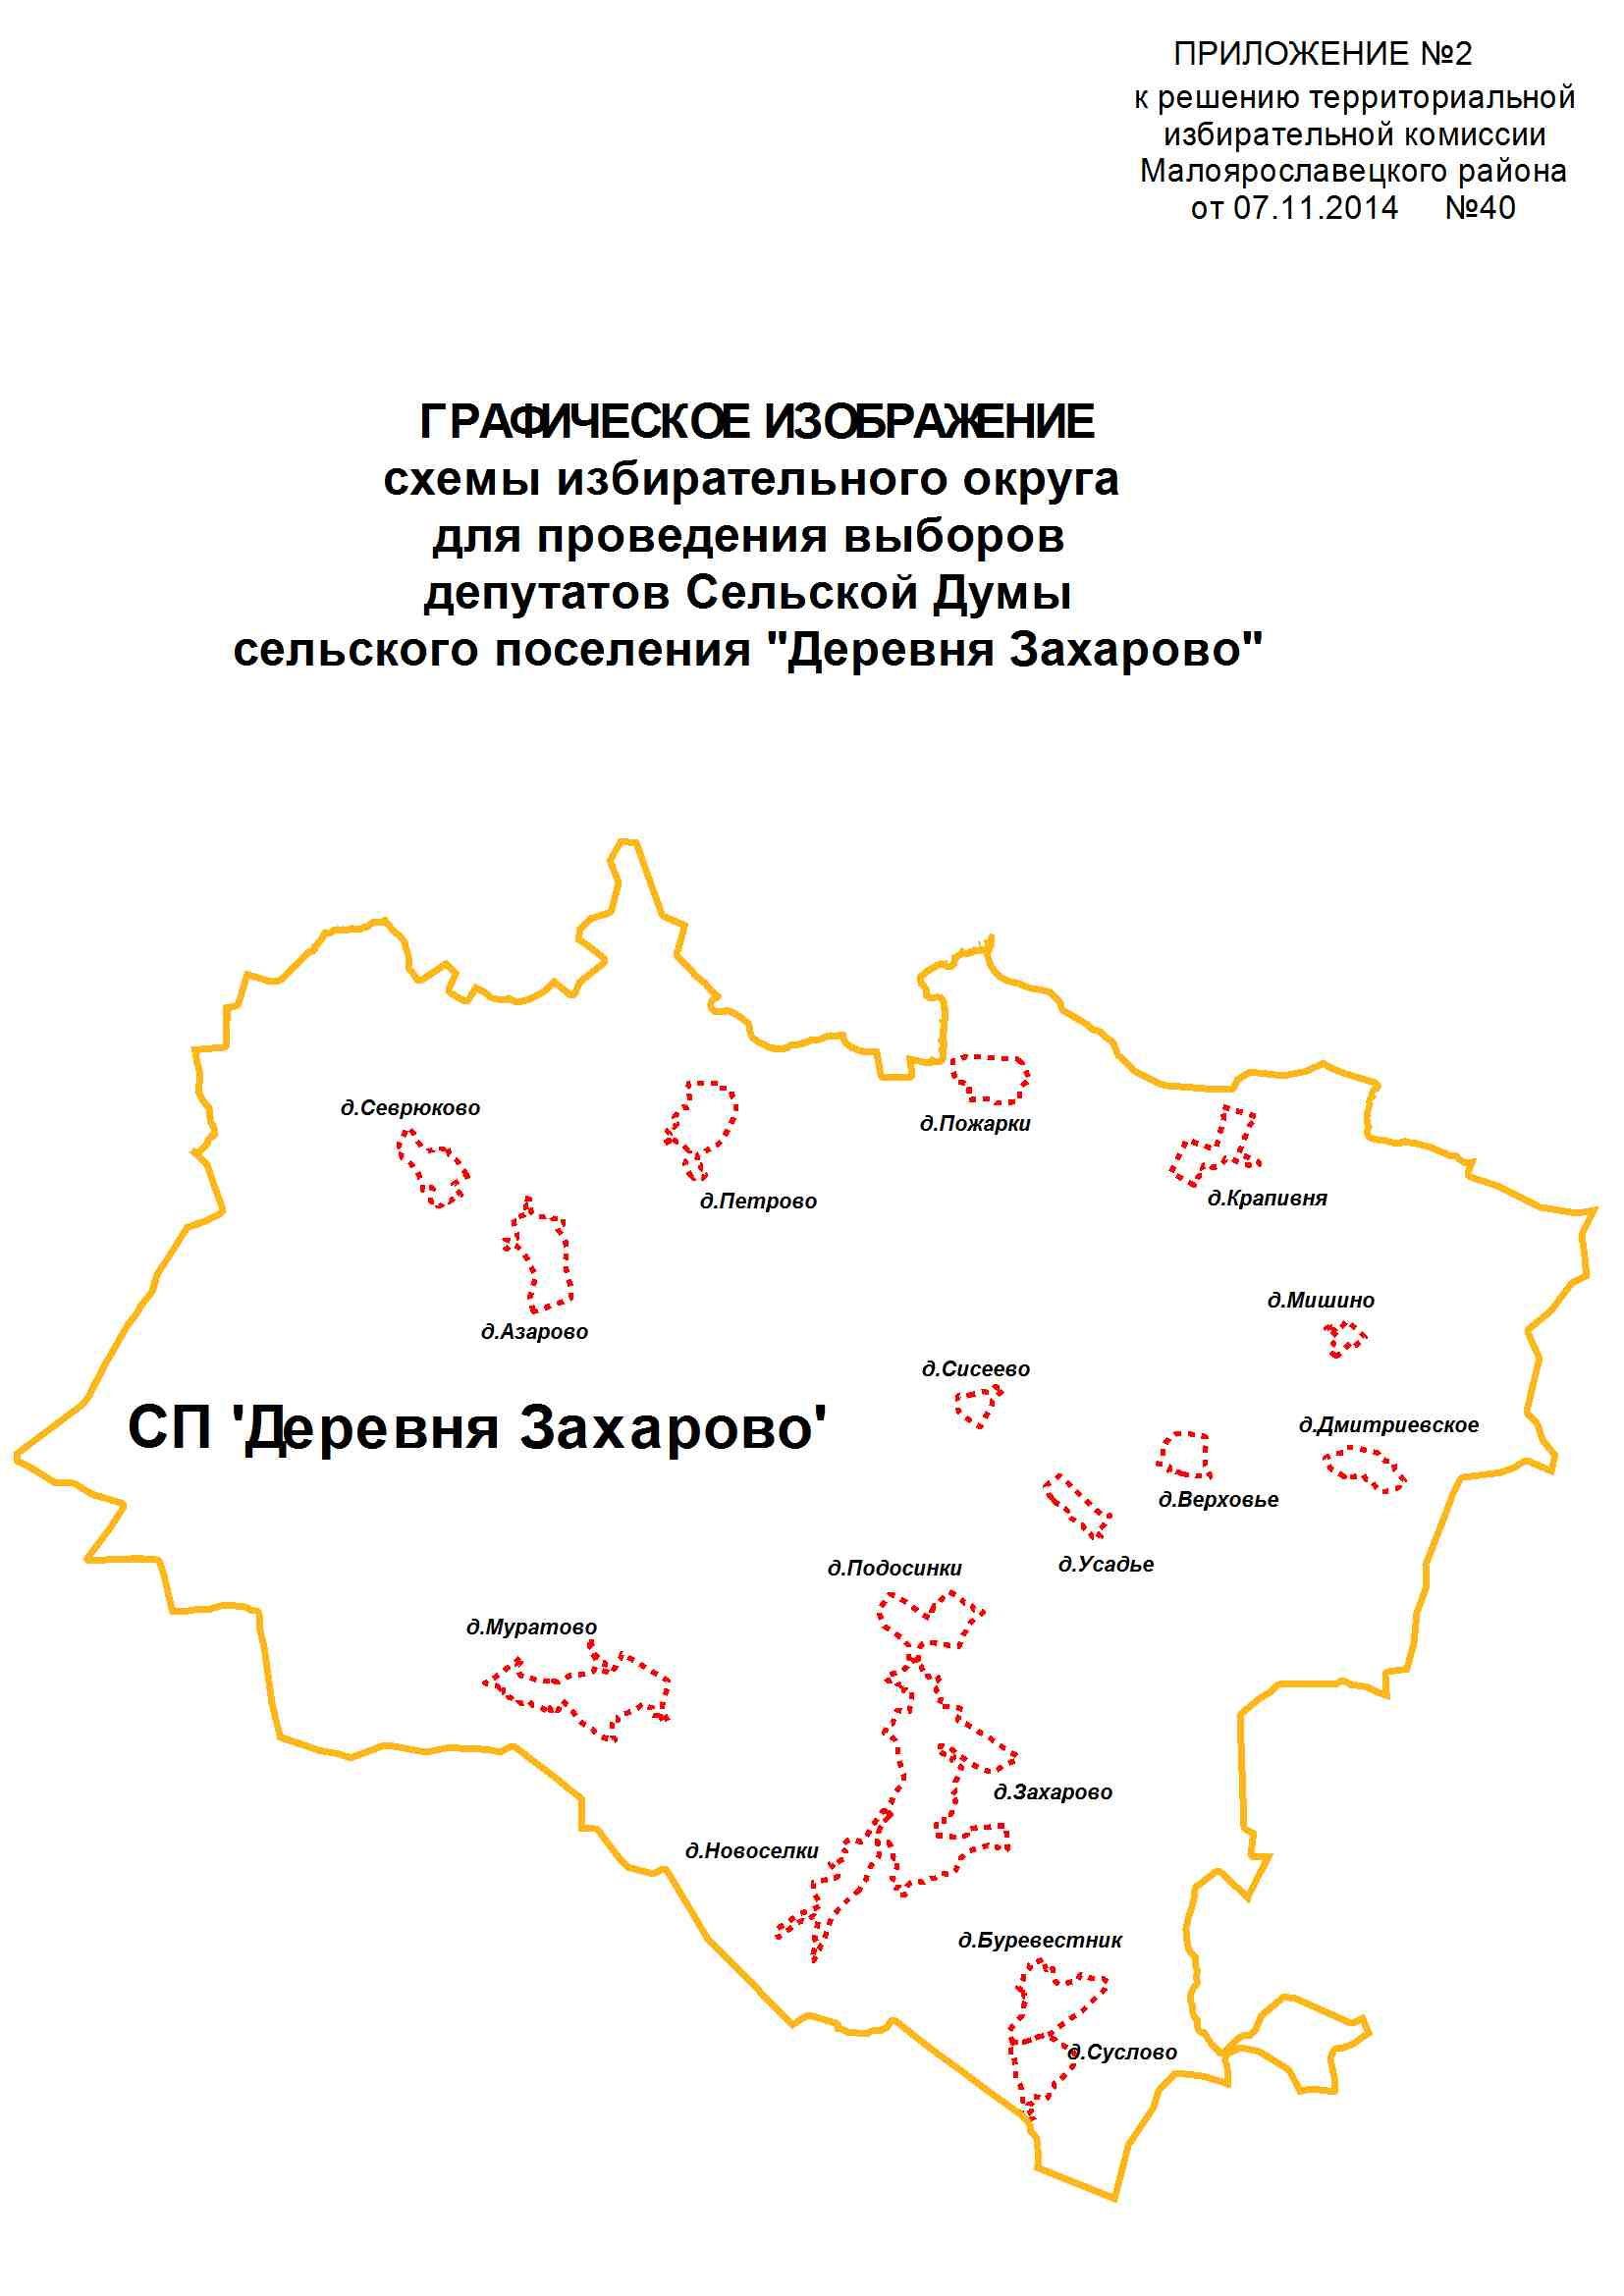 ПРИЛОЖЕНИЕ №2
к решению территориальной
избирательной комиссии
Малоярославецкого района
от 07.11.2014 №40
ГРАФИЧЕСКОЕ ИЗОБРАЖЕНИЕ
схемы избирательного округа
для проведения выборов
депутатов Сельской Думы
сельского поселения "Деревня Захарово"
д.Севрюково
д.Пожарки
д.Петрово
д.Крапивня
д.Мишино
д.Азарово
д.Сисеево
СП 'Деревня Захарово'
д.Дмитриевское
д.Верховье
д.Усадье
д.Подосинки
д.Муратово
д.Захарово
д.Новоселки
д.Буревестник
д.Суслово